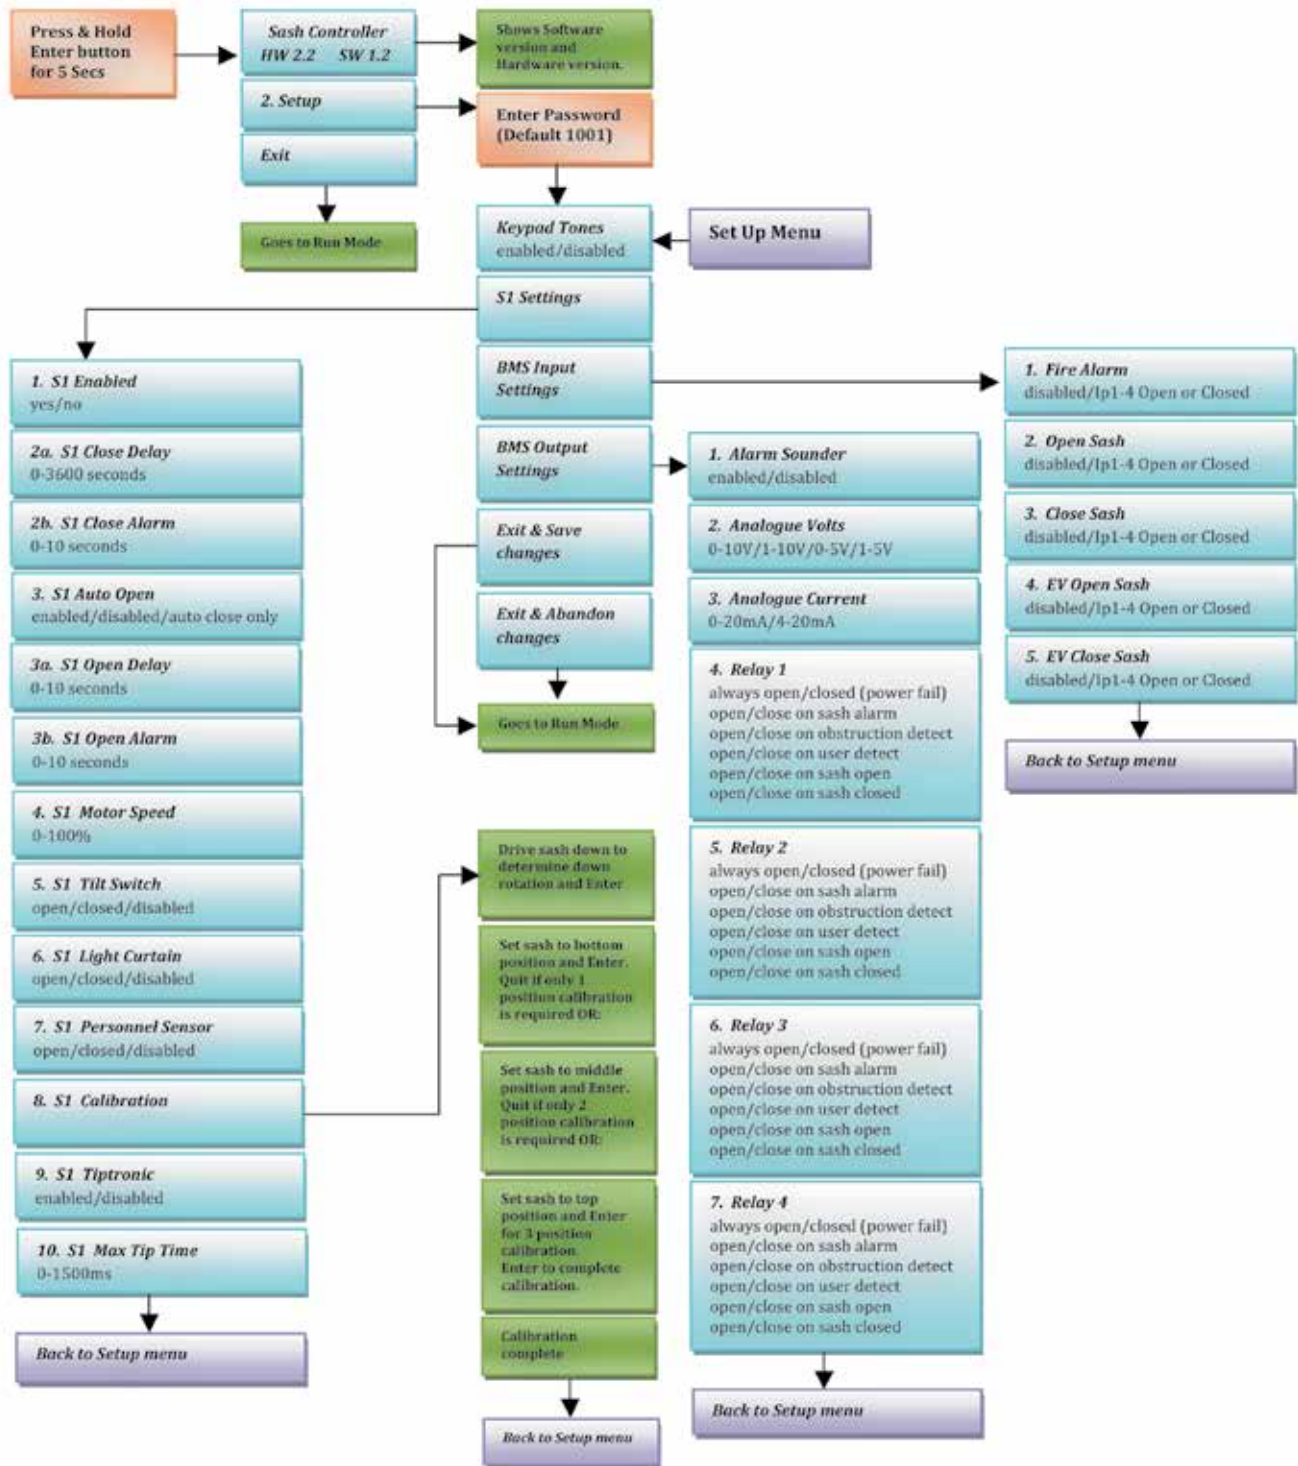 Press & Hold
Enter button
for 5 Secs
Sash Controller
HW 2.2 SW 1.2
Shows Software
version and
Hardware version.
2. Setup
Enter Password
(Default 1001)
Exit
Goes to Run Mode
Keypad Tones
enabled/disabled
Set Up Menu
S1 Settings
BMS Input
Settings
BMS Output
Settings
Exit & Save
changes
Exit & Abandon
changes
Goes to Run Mode
1. S1 Enabled
yes/no
2a. S1 Close Delay
0-3600 seconds
2b. S1 Close Alarm
0-10 seconds
3. S1 Auto Open
enabled/disabled/auto close only
3a. S1 Open Delay
0-10 seconds
3b. S1 Open Alarm
0-10 seconds
4. S1 Motor Speed
0-100%
5. S1 Tilt Switch
open/closed/disabled
6. S1 Light Curtain
open/closed/disabled
7. S1 Personnel Sensor
open/closed/disabled
8. S1 Calibration
9. S1 Tiptronic
enabled/disabled
10. S1 Max Tip Time
0-1500ms
Back to Setup menu
Drive sash down to
determine down
rotation and Enter
Set sash to bottom
position and Enter.
Quit if only 1
position calibration
is required OR:
Set sash to middle
position and Enter.
Quit if only 2
position calibration
is required OR:
Set sash to top
position and Enter
for 3 position
calibration.
Enter to complete
calibration.
Calibration
complete
Back to Setup menu
1. Alarm Sounder
enabled/disabled
2. Analogue Volts
0-10V/1-10V/0-5V/1-5V
3. Analogue Current
0-20mA/4-20mA
4. Relay 1
always open/closed (power fail)
open/close on sash alarm
open/close on obstruction detect
open/close on user detect
open/close on sash open
open/close on sash closed
5. Relay 2
always open/closed (power fail)
open/close on sash alarm
open/close on obstruction detect
open/close on user detect
open/close on sash open
open/close on sash closed
6. Relay 3
always open/closed (power fail)
open/close on sash alarm
open/close on obstruction detect
open/close on user detect
open/close on sash open
open/close on sash closed
7. Relay 4
always open/closed (power fail)
open/close on sash alarm
open/close on obstruction detect
open/close on user detect
open/close on sash open
open/close on sash closed
Back to Setup menu
1. Fire Alarm
disabled/Ip1-4 Open or Closed
2. Open Sash
disabled/Ip1-4 Open or Closed
3. Close Sash
disabled/Ip1-4 Open or Closed
4. EV Open Sash
disabled/Ip1-4 Open or Closed
5. EV Close Sash
disabled/Ip1-4 Open or Closed
Back to Setup menu